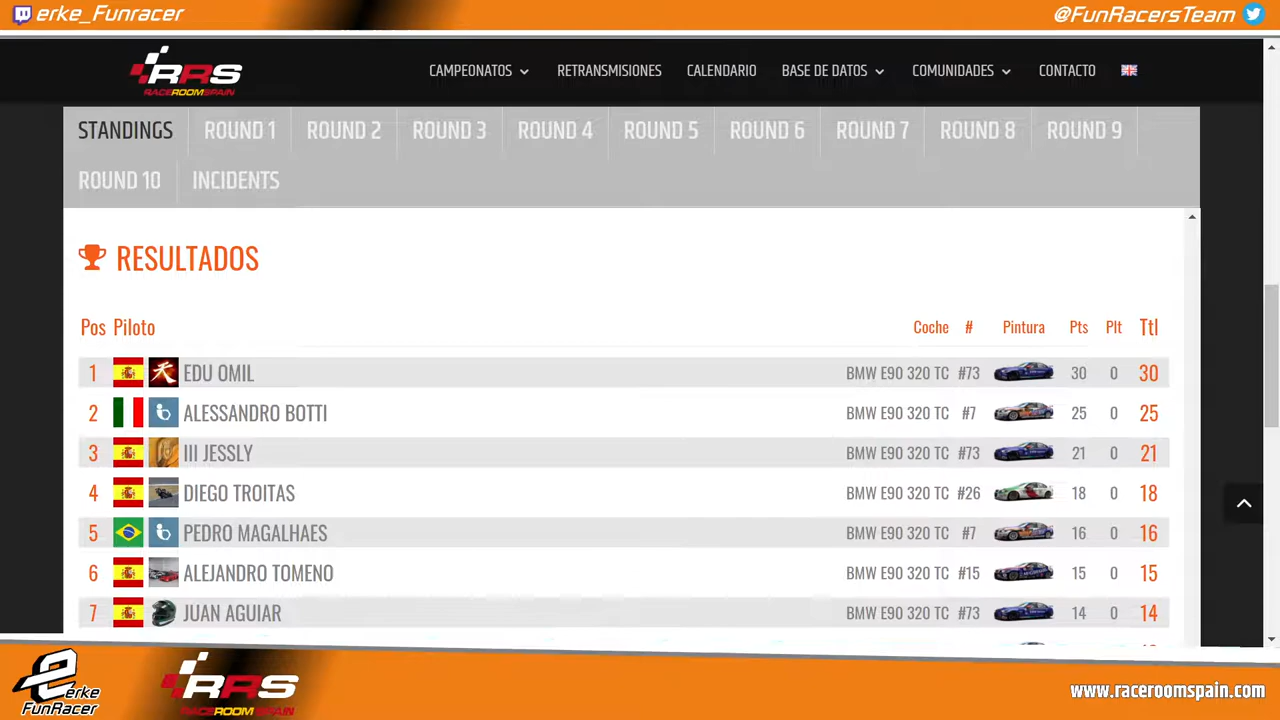 erke_Funracer
@FunRacersTeam
RRS
RACEROOMSPAIN
CAMPEONATOS RETRANSMISIONES CALENDARIO BASE DE DATOS COMUNIDADES CONTACTO
STANDINGS ROUND 1 ROUND 2 ROUND 3 ROUND 4 ROUND 5 ROUND 6 ROUND 7 ROUND 8 ROUND 9
ROUND 10 INCIDENTS
RESULTADOS
Pos Piloto Coche # Pintura Pts Plt Ttl
1 EDU OMIL BMW E90 320 TC #73 30 0 30
2 ALESSANDRO BOTTI BMW E90 320 TC #7 25 0 25
3 III JESSLY BMW E90 320 TC #73 21 0 21
4 DIEGO TROITAS BMW E90 320 TC #26 18 0 18
5 PEDRO MAGALHAES BMW E90 320 TC #7 16 0 16
6 ALEJANDRO TOMENO BMW E90 320 TC #15 15 0 15
7 JUAN AGUIAR BMW E90 320 TC #73 14 0 14
erke
FunRacer
RRS
RACEROOMSPAIN
www.raceroomspain.com